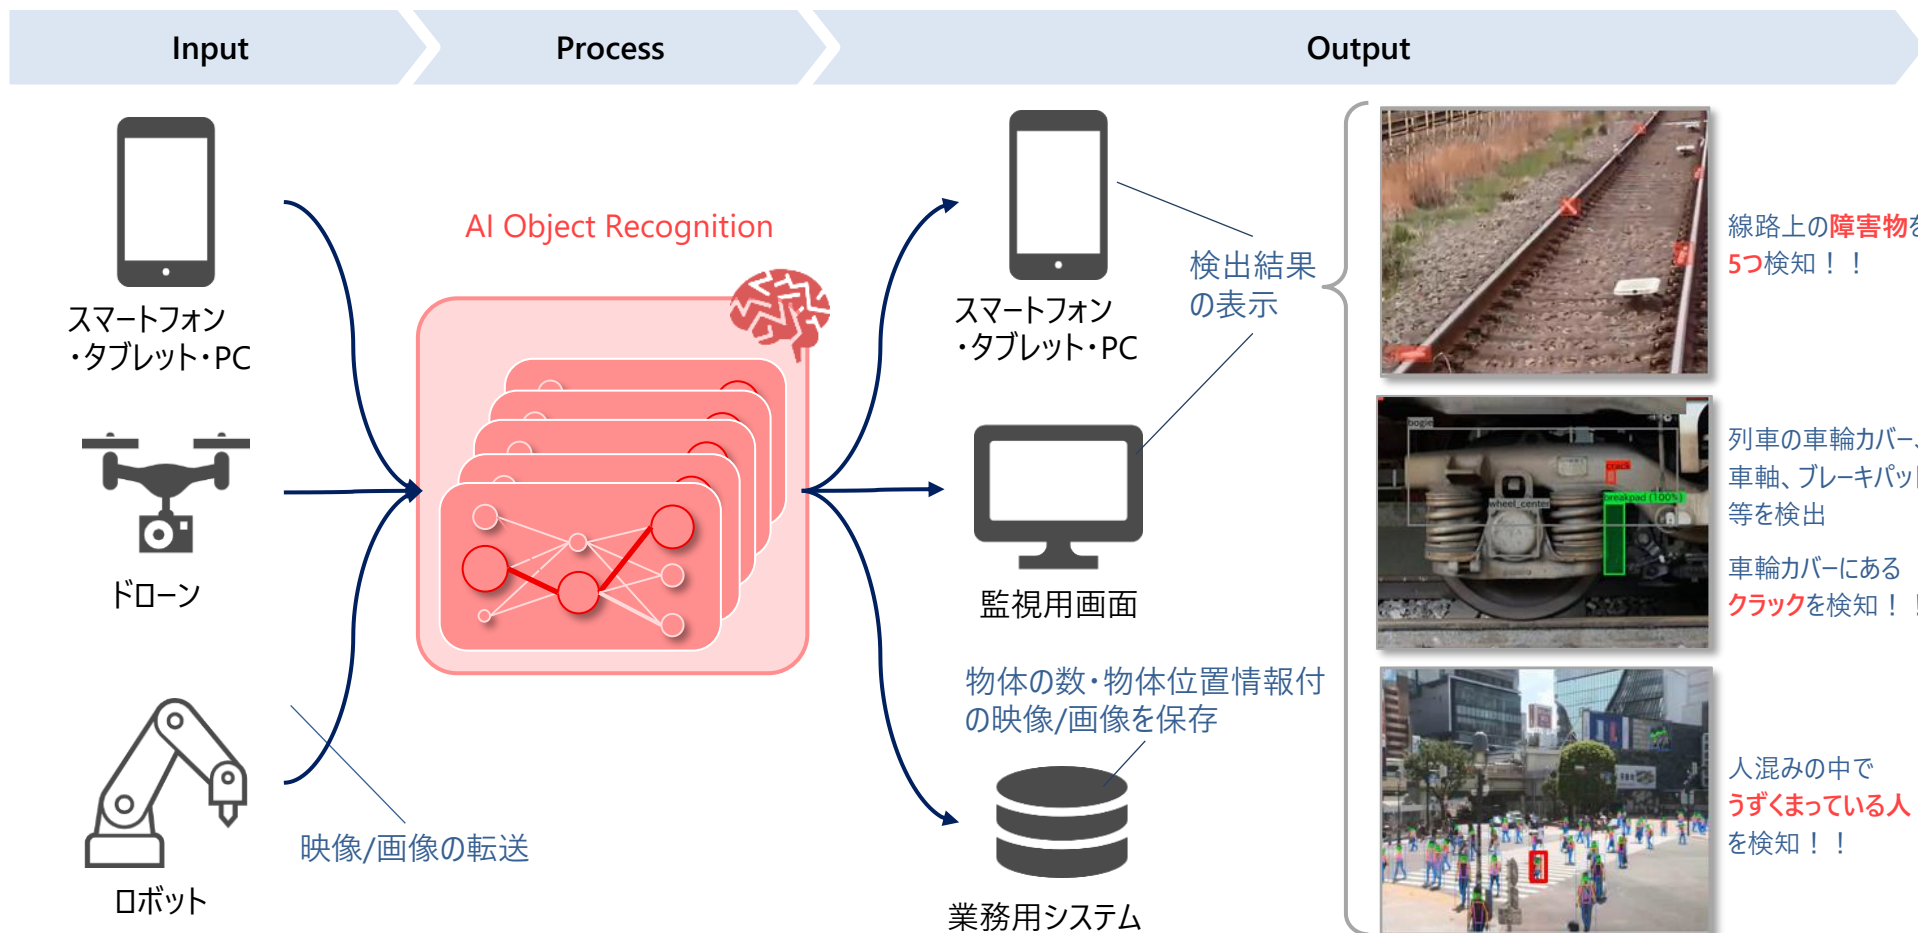 Input
Process
Output
スマートフォン
・タブレット・PC
ドローン
ロボット
映像/画像の転送
AI Object Recognition
スマートフォン
・タブレット・PC
検出結果
の表示
監視用画面
物体の数・物体位置情報付
の映像/画像を保存
業務用システム
線路上の障害物を
5つ検知！！
bogie
crack
breakpad (100%)
wheel_center
列車の車輪カバー、
車軸、ブレーキパッド
等を検出
車輪カバーにある
クラックを検知！！
人混みの中で
うずくまっている人
を検知！！